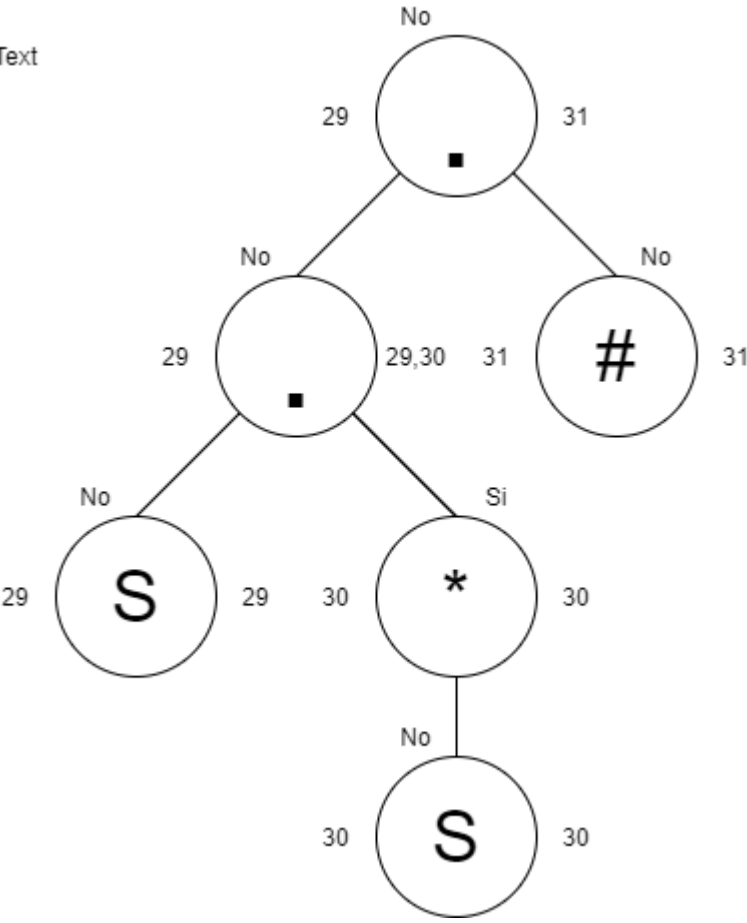 No
Text
29 . 31
No No
29 . 29,30 31 # 31
No Si
29 S 29 30 * 30
No
30 S 30